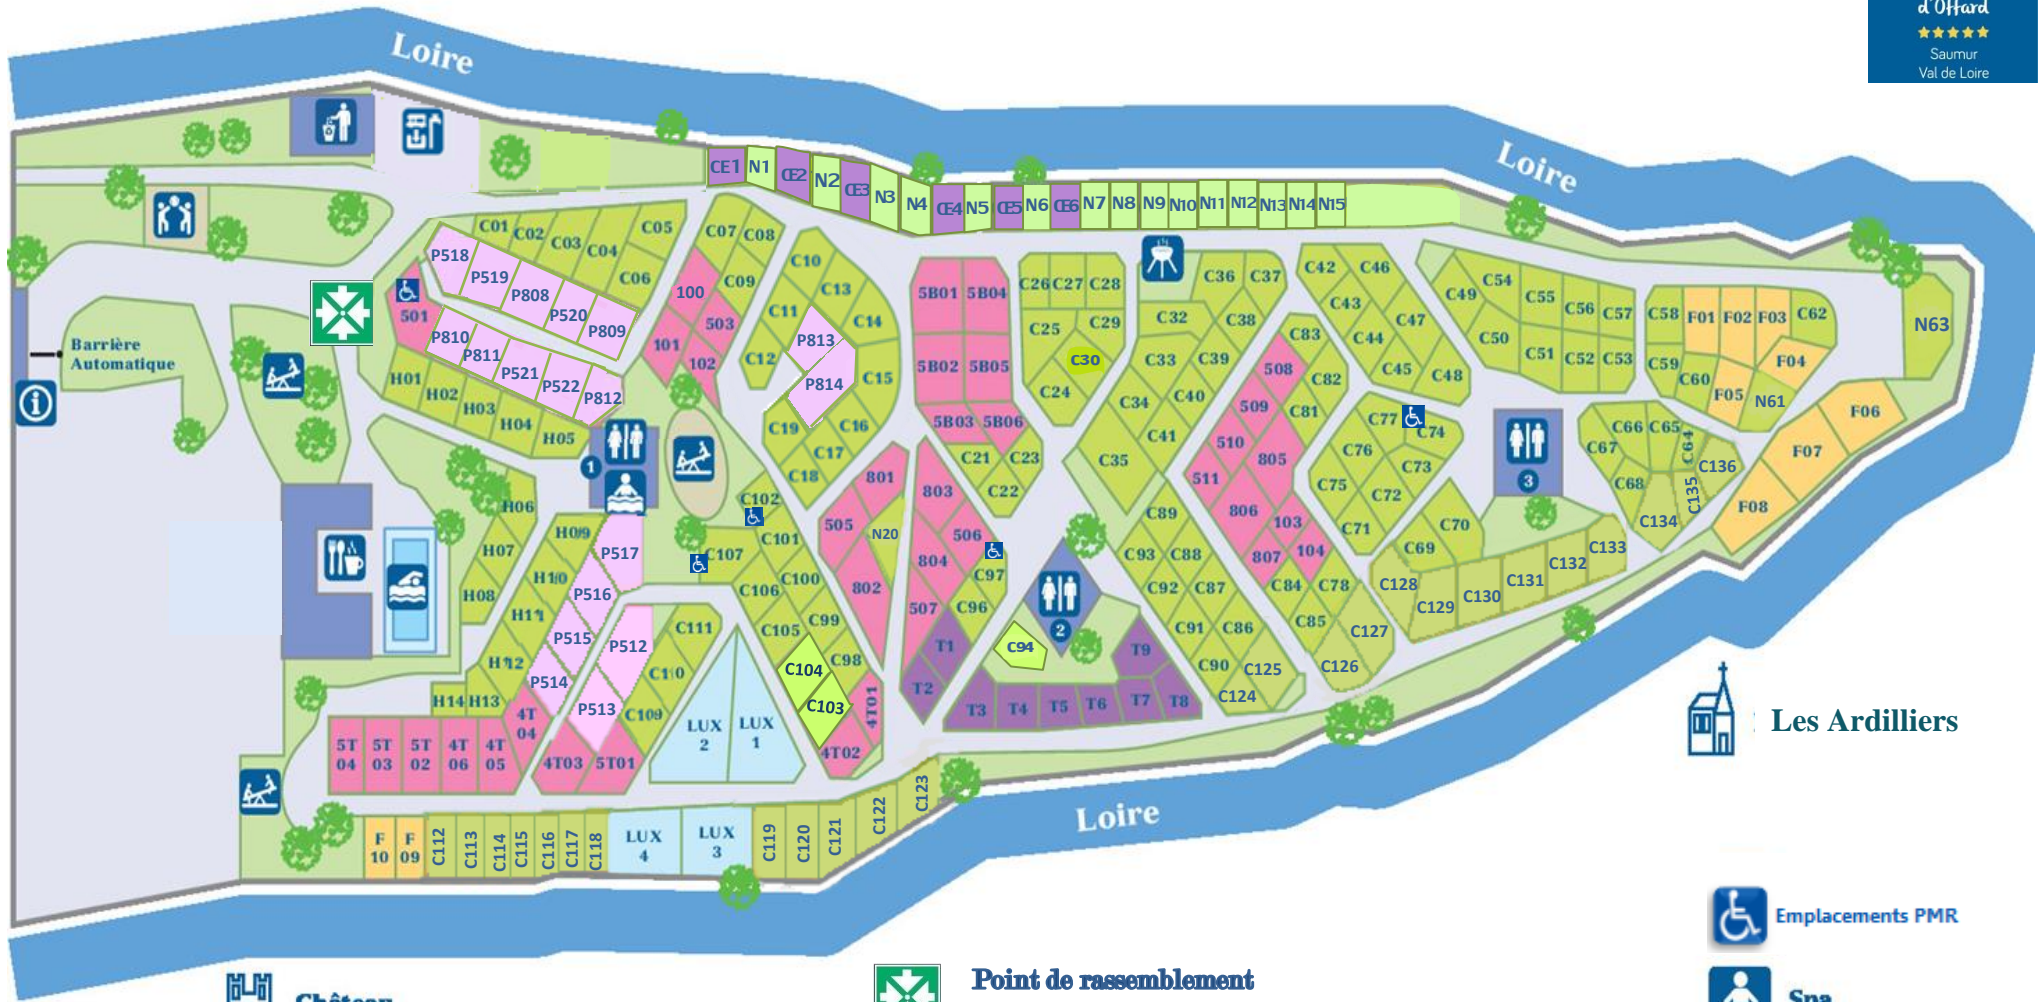 d'Offard
Saumur
Val de Loire
Loire
Loire
CE1 N1 CE2 N2 CE3 N3 N4 CE4 N5 CE5 N6 CE6 N7 N8 N9 N10 N11 N12 N13 N14 N15
C01 C02 C03 C04 C05 C06
P518 P519 P808 P520 P809
501
P810 P811 P521 P522 P812
H01 H02 H03 H04 H05
Barrière
Automatique
C07 C08 C09
100 503 101 102
C10 C13 C11 C14 C12 C15
P813 P814
C19 C16 C17 C18
5B01 5B04
5B02 5B05
5B03 5B06
C21 C23 C22
C26 C27 C28
C25 C29
C30
C24
C36 C37
C32 C38
C33 C39
C34 C40
C41
C35
C42 C46
C43 C47
C44
C45 C48
C83
508 C82
509 C81
510 805
511
806 103
807 104
C84 C78
C85
C49 C54 C55 C56 C57
C50 C51 C52 C53
C58 F01 F02 F03 C62
C59 C60 F04
F05 N61
N63
F06
F07
F08
C77 C74
C76 C73
C75 C72
C71
3
C66 C65 C64
C67 C136
C68 C135
C134
C70
C69
C128 C129 C130 C131 C132 C133
C127
C126
1
H06
H07
H08
H09
H10
H11
H12
H14 H13
P517
P516
P515
P514
P512
P513
C111
C110
C109
C102
C101
C107
C100
C106
C99
C105
C98
C104
C103
801
505
N20
802
803
506
804
C97
507 C96
T1
T2
2
C94
T9
T3 T4 T5 T6 T7 T8
C89
C93 C88
C92 C87
C91 C86
C90 C125
C124
4T01
4T02
LUX
2
LUX
1
5T
04
5T
03
5T
02
4T
06
4T
05
4T
04
4T03 5T01
F
10
F
09
C112 C113 C114 C115 C116 C117 C118
LUX
4
LUX
3
C119 C120 C121 C122 C123
Loire
Les Ardilliers
Emplacements PMR
Point de rassemblement
Château
Spa